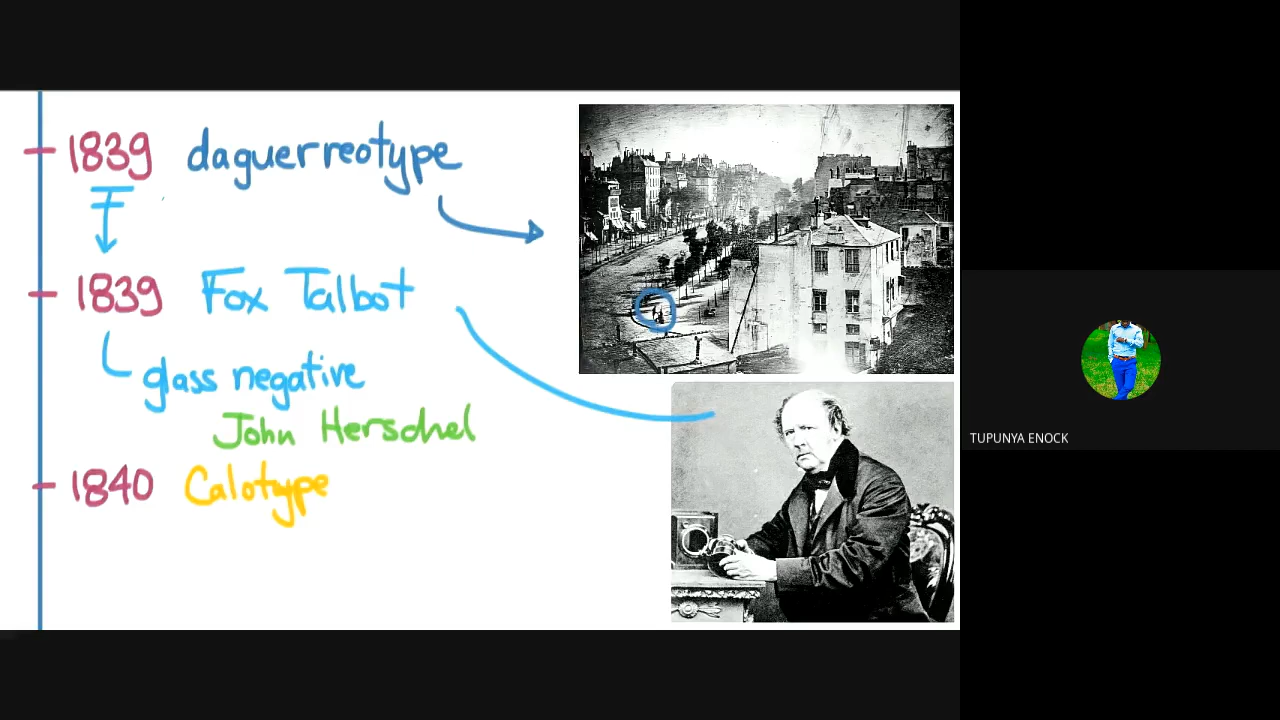 1839 daguerreotype
1839 Fox Talbot
glass negative
John Herschel
1840 Calotype
TUPUNYA ENOCK